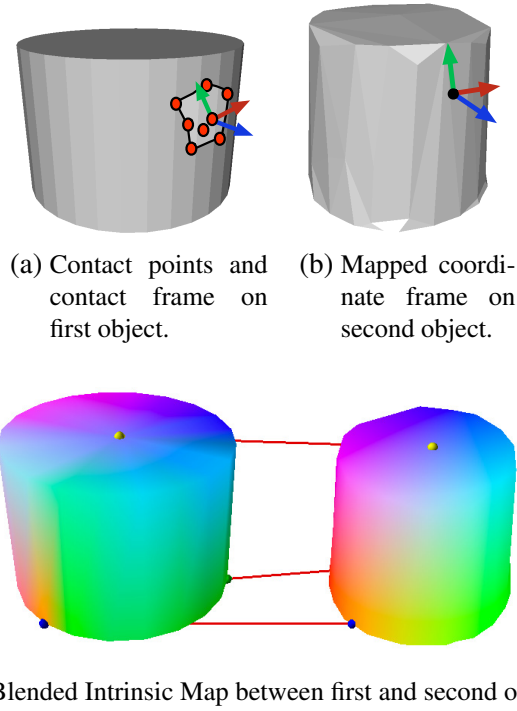 (a) Contact points and
contact frame on
first object.
(b) Mapped coordi-
nate frame on
second object.
Blended Intrinsic Map between first and second o